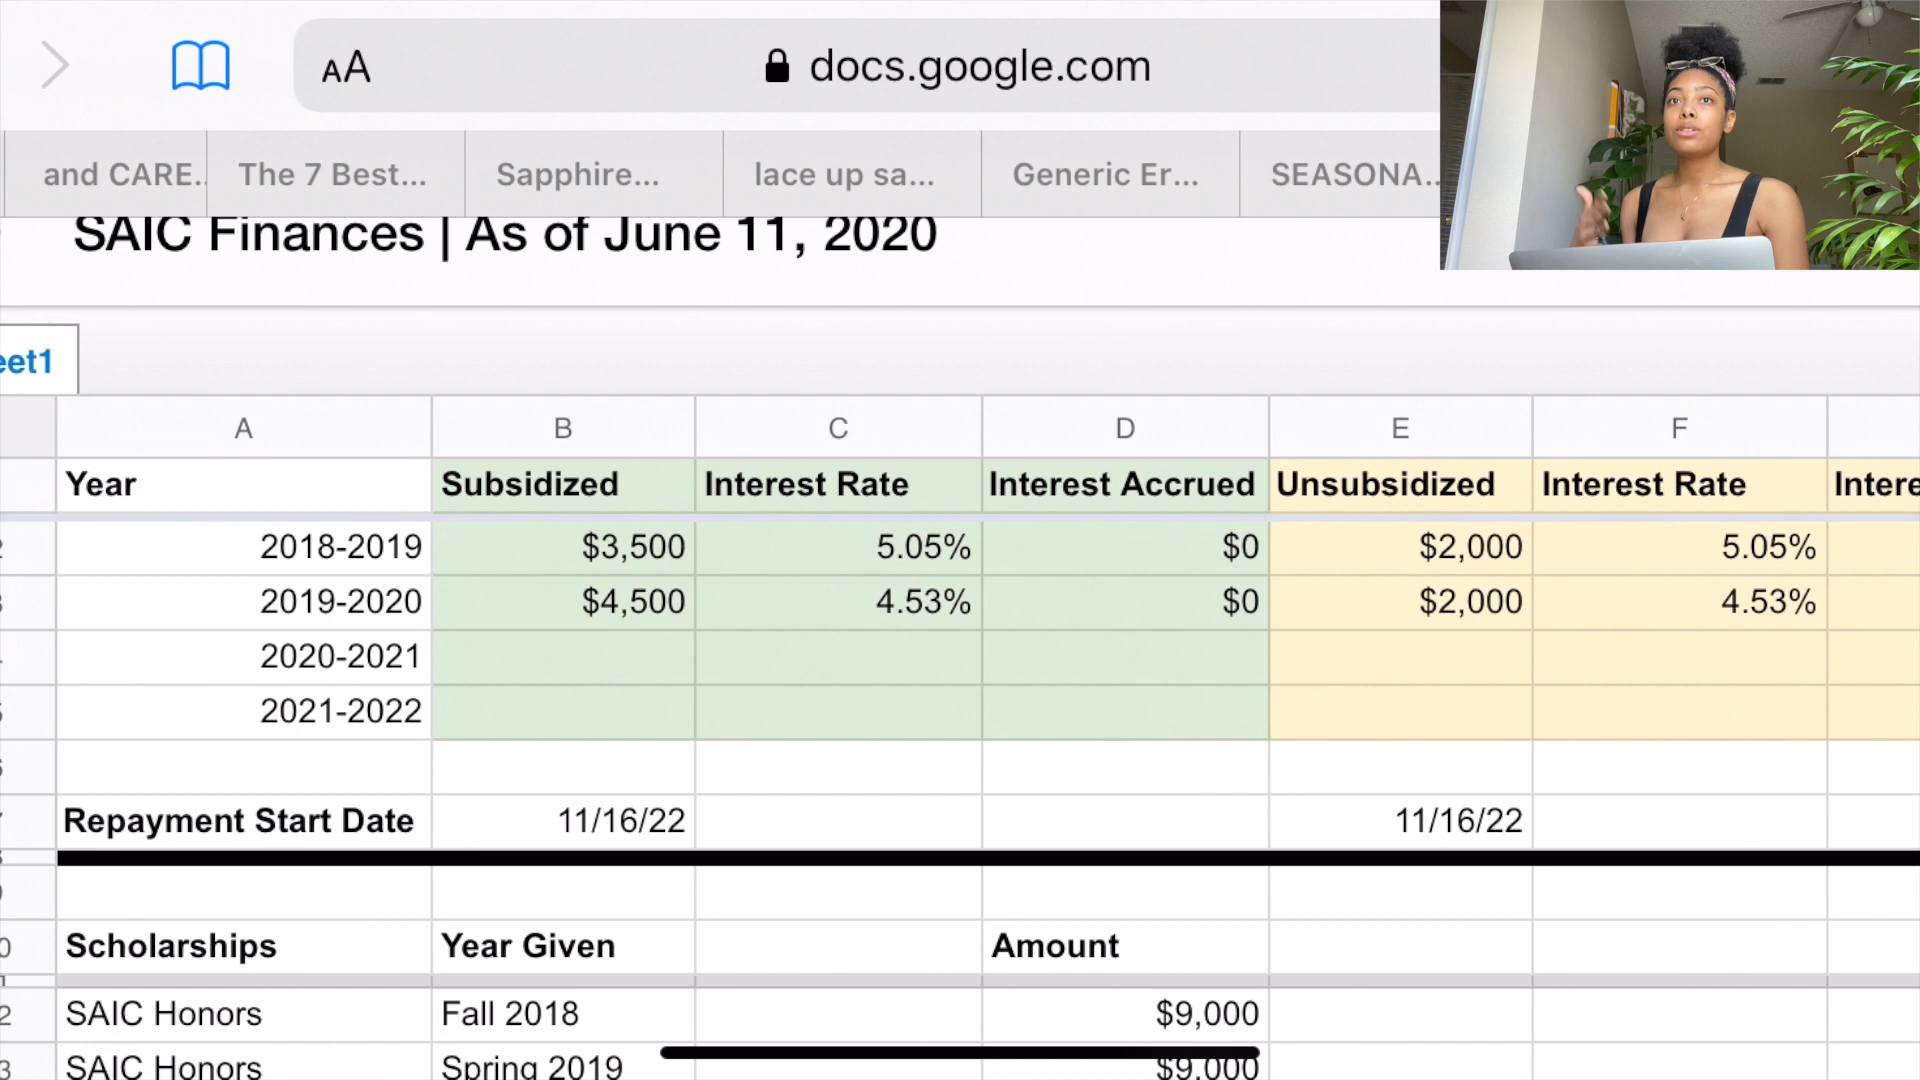 AA docs.google.com
and CARE.. The 7 Best... Sapphire... lace up sa... Generic Er... SEASONA...
SAIC Finances | As of June 11, 2020
eet1
A B C D E F
Year Subsidized Interest Rate Interest Accrued Unsubsidized Interest Rate Intere
2018-2019 $3,500 5.05% $0 $2,000 5.05%
2019-2020 $4,500 4.53% $0 $2,000 4.53%
2020-2021
2021-2022
Repayment Start Date 11/16/22 11/16/22
Scholarships Year Given Amount
SAIC Honors Fall 2018 $9,000
SAIC Honors Spring 2019 $9,000